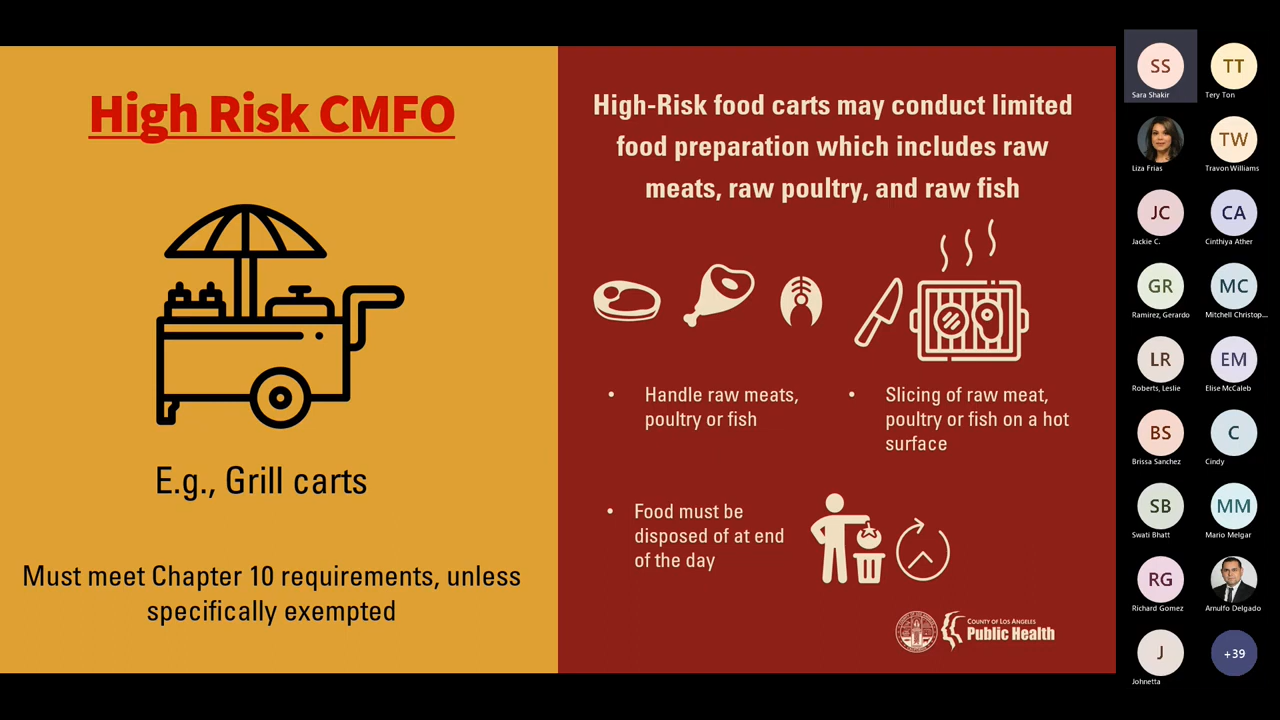 High Risk CMFO
E.g., Grill carts
Must meet Chapter 10 requirements, unless
specifically exempted
High-Risk food carts may conduct limited
food preparation which includes raw
meats, raw poultry, and raw fish
• Handle raw meats,
poultry or fish
• Slicing of raw meat,
poultry or fish on a hot
surface
• Food must be
disposed of at end
of the day
COUNTY OF LOS ANGELES
Public Health
SS
Sara Shakir
TT
Tery Ton
Liza Frias
TW
Travon Williams
JC
Jackie C.
CA
Cinthiya Ather
GR
Ramirez, Gerardo
MC
Mitchell Christop...
LR
Roberts, Leslie
EM
Elise McCaleb
BS
Brissa Sanchez
C
Cindy
SB
Swati Bhatt
MM
Mario Melgar
RG
Richard Gomez
Arnulfo Delgado
J
Johnetta
+39